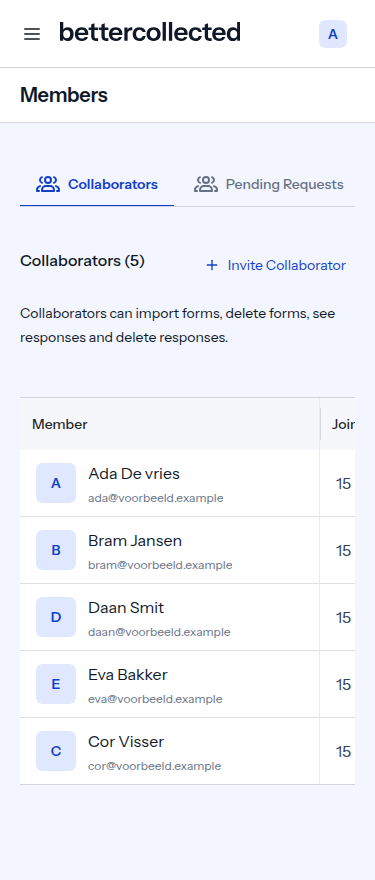 bettercollected
A
Members
Collaborators
Pending Requests
Collaborators (5)
Invite Collaborator
Collaborators can import forms, delete forms, see
responses and delete responses.
Member
A
Ada De vries
ada@voorbeeld.example
15
B
Bram Jansen
bram@voorbeeld.example
15
D
Daan Smit
daan@voorbeeld.example
15
E
Eva Bakker
eva@voorbeeld.example
15
C
Cor Visser
cor@voorbeeld.example
15